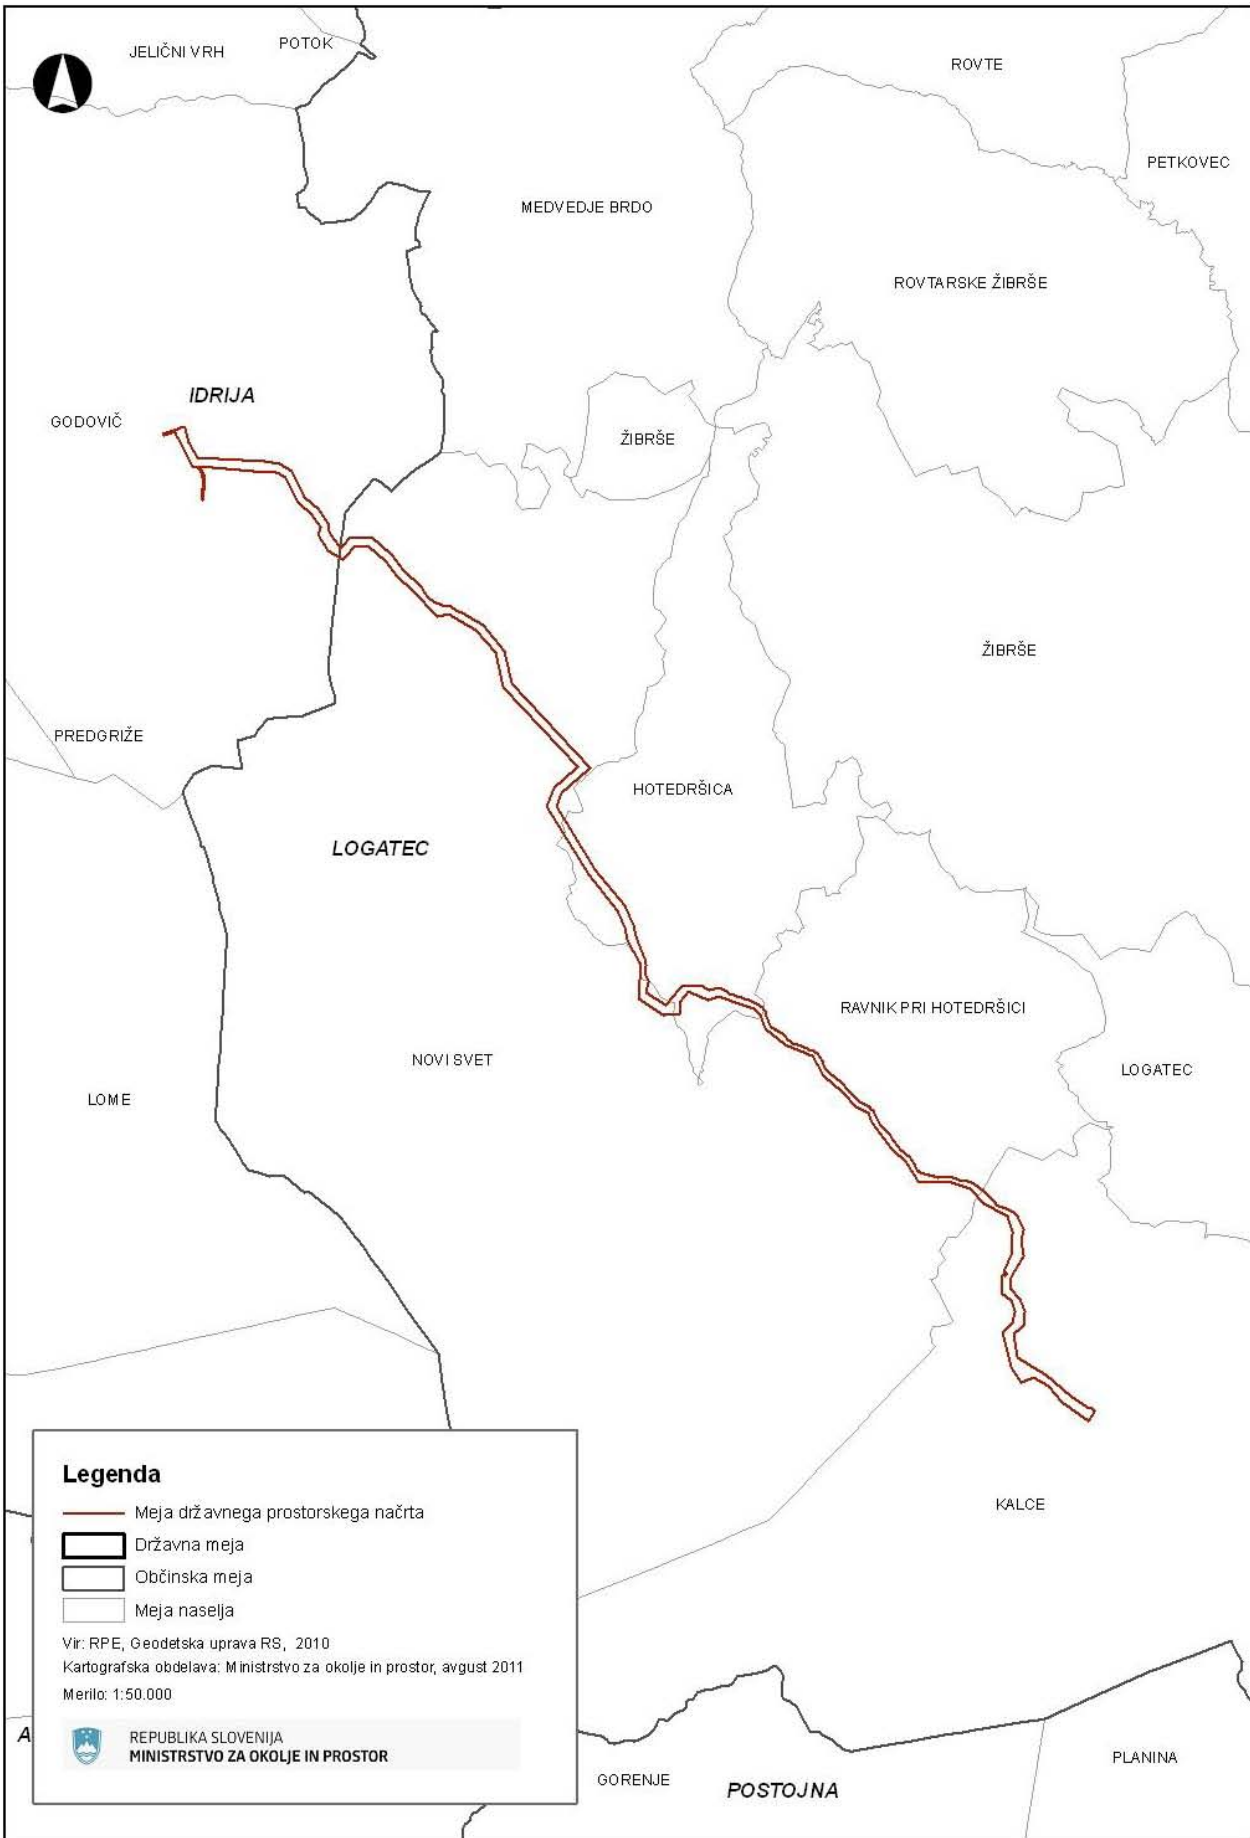 JELIČNI VRH
POTOK
ROVTE
PETKOVEC
MEDVEDJE BRDO
ROVTARSKE ŽIBRŠE
IDRIJA
GODOVIČ
ŽIBRŠE
ŽIBRŠE
PREDGRIŽE
HOTEDRŠICA
LOGATEC
RAVNIK PRI HOTEDRŠICI
NOVI SVET
LOGATEC
LOME
KALCE
Legenda
Meja državnega prostorskega načrta
Državna meja
Občinska meja
Meja naselja
Vir: RPE, Geodetska uprava RS, 2010
Kartografska obdelava: Ministrstvo za okolje in prostor, avgust 2011
Merilo: 1:50.000
A
REPUBLIKA SLOVENIJA
MINISTRSTVO ZA OKOLJE IN PROSTOR
GORENJE
POSTOJNA
PLANINA